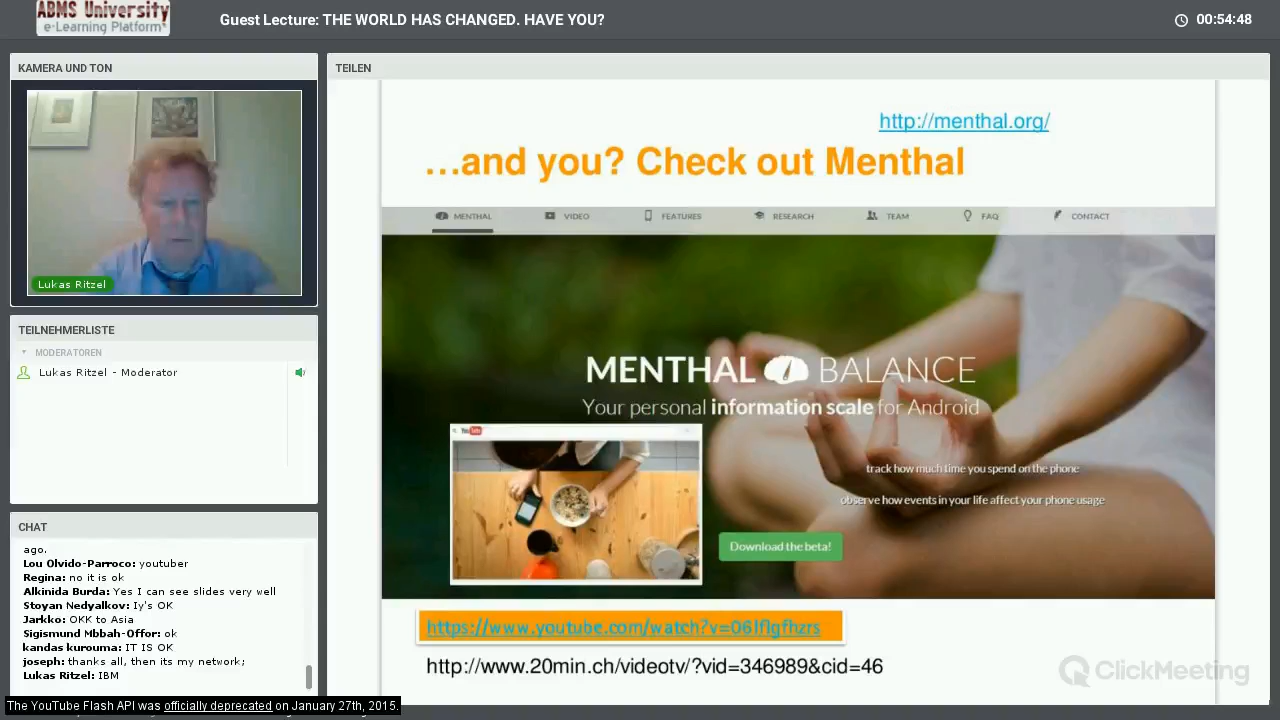 ABMS University
e-Learning Platform
Guest Lecture: THE WORLD HAS CHANGED. HAVE YOU?
00:54:48
KAMERA UND TON
Lukas Ritzel
TEILNEHMERLISTE
MODERATOREN
Lukas Ritzel - Moderator
CHAT
ago.
Lou Olvido-Parroco: youtuber
Regina: no it is ok
Alkinida Burda: Yes I can see slides very well
Stoyan Nedyalkov: Iy's OK
Jarkko: OKK to Asia
Sigismund Mbbah-Offor: ok
kandas kurouma: IT IS OK
joseph: thanks all, then its my network;
Lukas Ritzel: IBM
The YouTube Flash API was officially deprecated on January 27th, 2015.
TEILEN
http://menthal.org/
…and you? Check out Menthal
MENTHAL VIDEO FEATURES RESEARCH TEAM FAQ CONTACT
MENTHAL BALANCE
Your personal information scale for Android
YouTube
track how much time you spend on the phone
observe how events in your life affect your phone usage
Download the beta!
https://www.youtube.com/watch?v=06lflgfhzrs
http://www.20min.ch/videotv/?vid=346989&cid=46
ClickMeeting